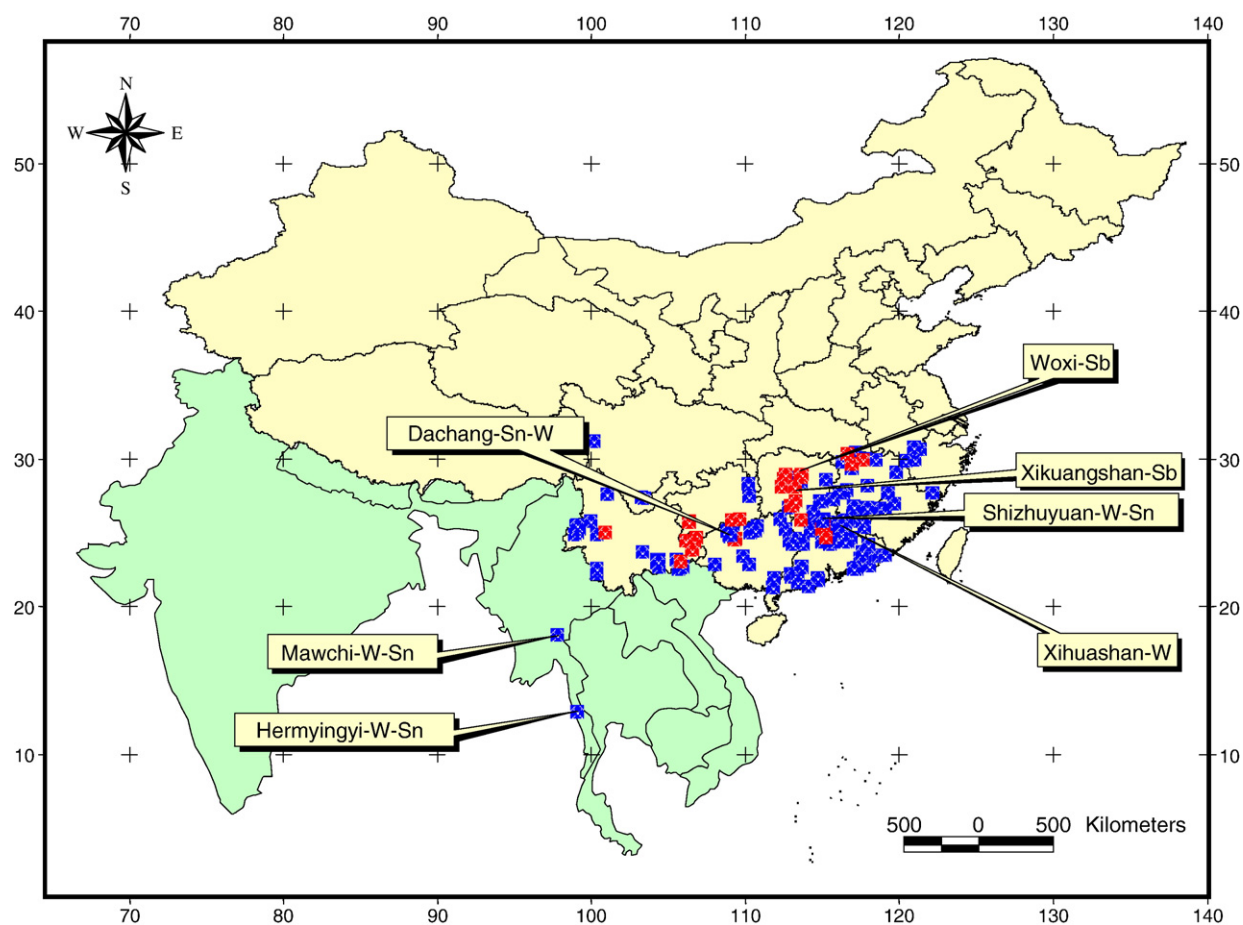 70 80 90 100 110 120 130 140
N
W E
S
50 50
40 40
Woxi-Sb
Dachang-Sn-W
30 30
Xikuangshan-Sb
Shizhuyuan-W-Sn
20 20
Mawchi-W-Sn
Xihuashan-W
Hermyingyi-W-Sn
10 10
500 0 500 Kilometers
70 80 90 100 110 120 130 140